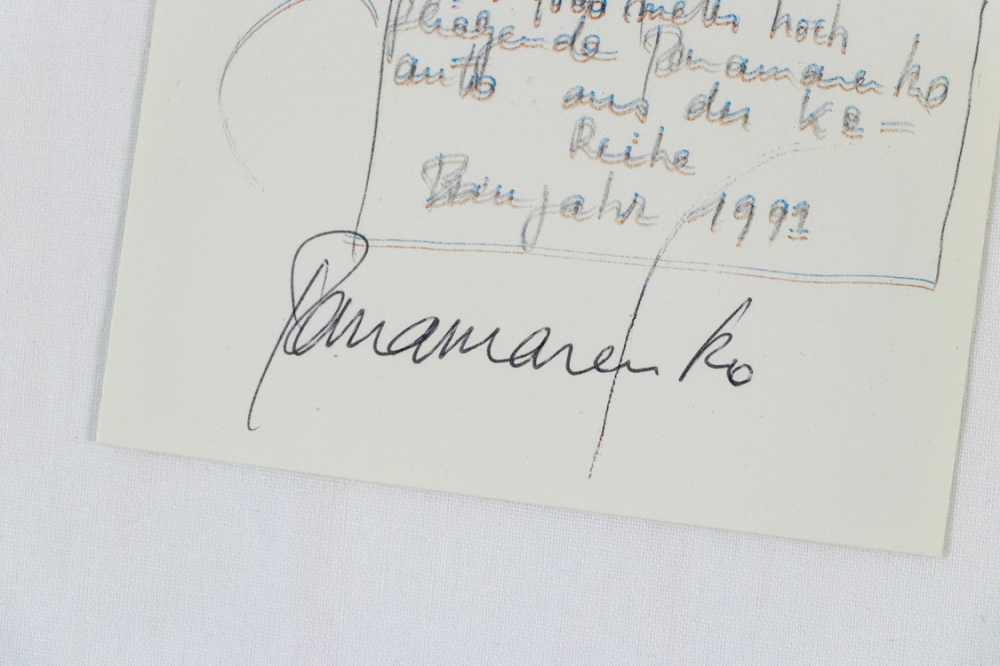 1000 meter hoch
fliegende Panamarenko
auto aus der K2=
Reihe
Baujahr 1991
Panamarenko